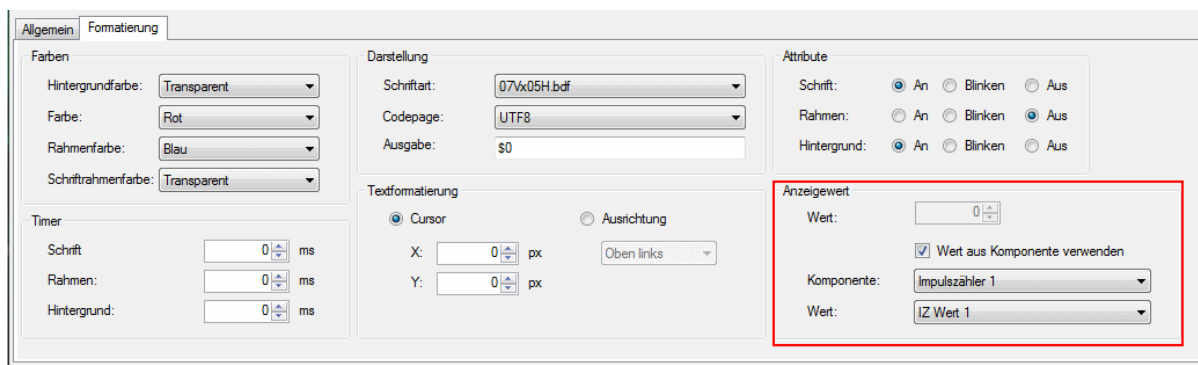 Allgemein Formatierung
Farben
Hintergrundfarbe: Transparent
Farbe: Rot
Rahmenfarbe: Blau
Schriftrahmenfarbe: Transparent
Timer
Schrift 0 ms
Rahmen: 0 ms
Hintergrund: 0 ms
Darstellung
Schriftart: 07Vx05H.bdf
Codepage: UTF8
Ausgabe: $0
Textformatierung
Cursor Ausrichtung
X: 0 px Oben links
Y: 0 px
Attribute
Schrift: An Blinken Aus
Rahmen: An Blinken Aus
Hintergrund: An Blinken Aus
Anzeigewert
Wert: 0
Wert aus Komponente verwenden
Komponente: Impulszähler 1
Wert: IZ Wert 1